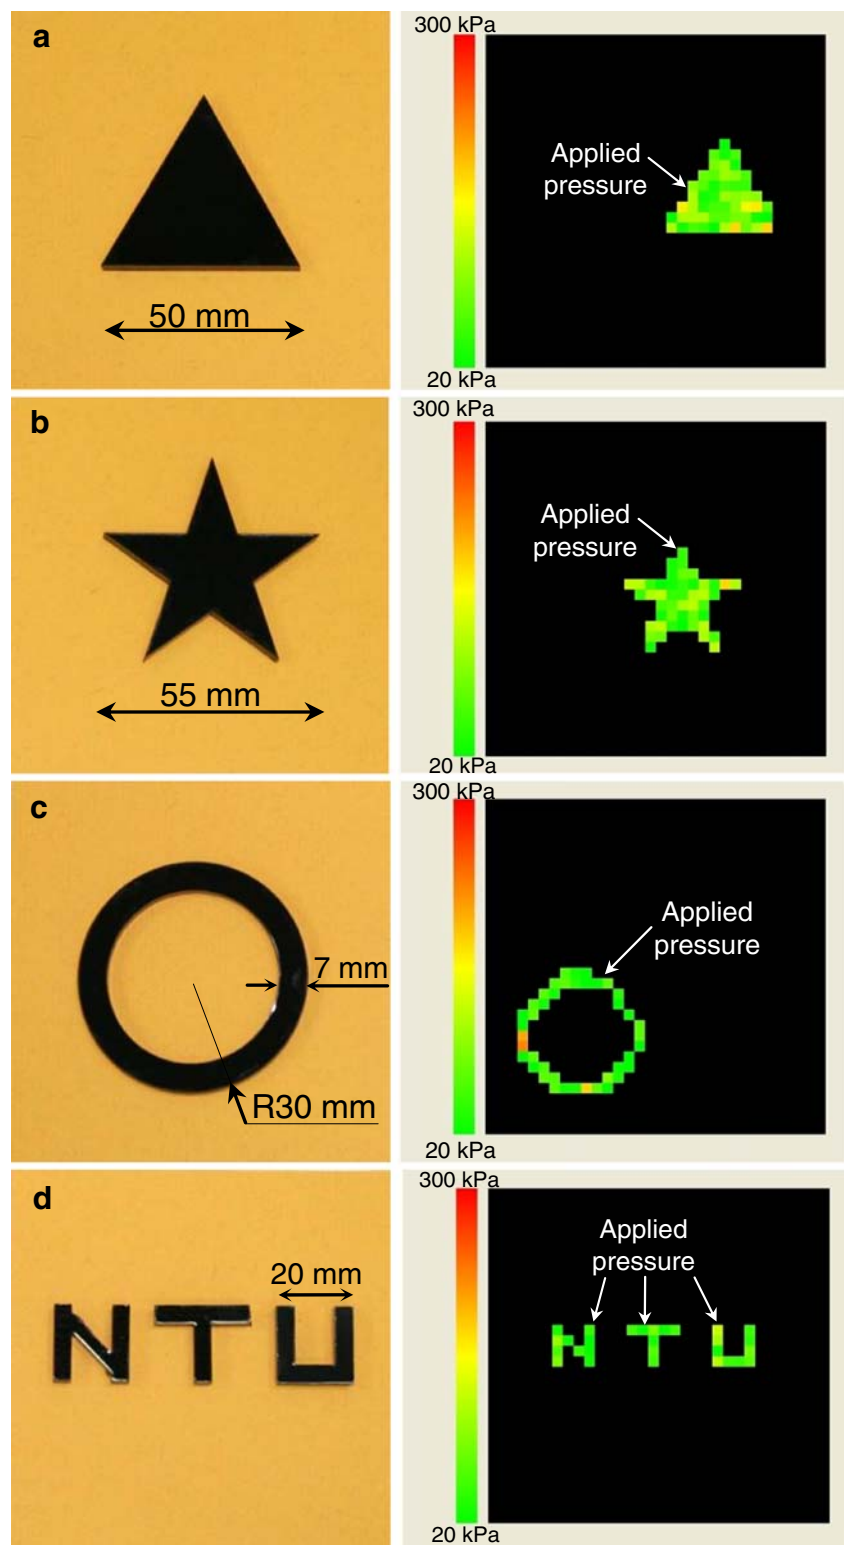 a
50 mm
300 kPa
Applied
pressure
20 kPa
b
55 mm
300 kPa
Applied
pressure
20 kPa
c
7 mm
R30 mm
300 kPa
Applied
pressure
20 kPa
d
20 mm
NTU
300 kPa
Applied
pressure
N T U
20 kPa